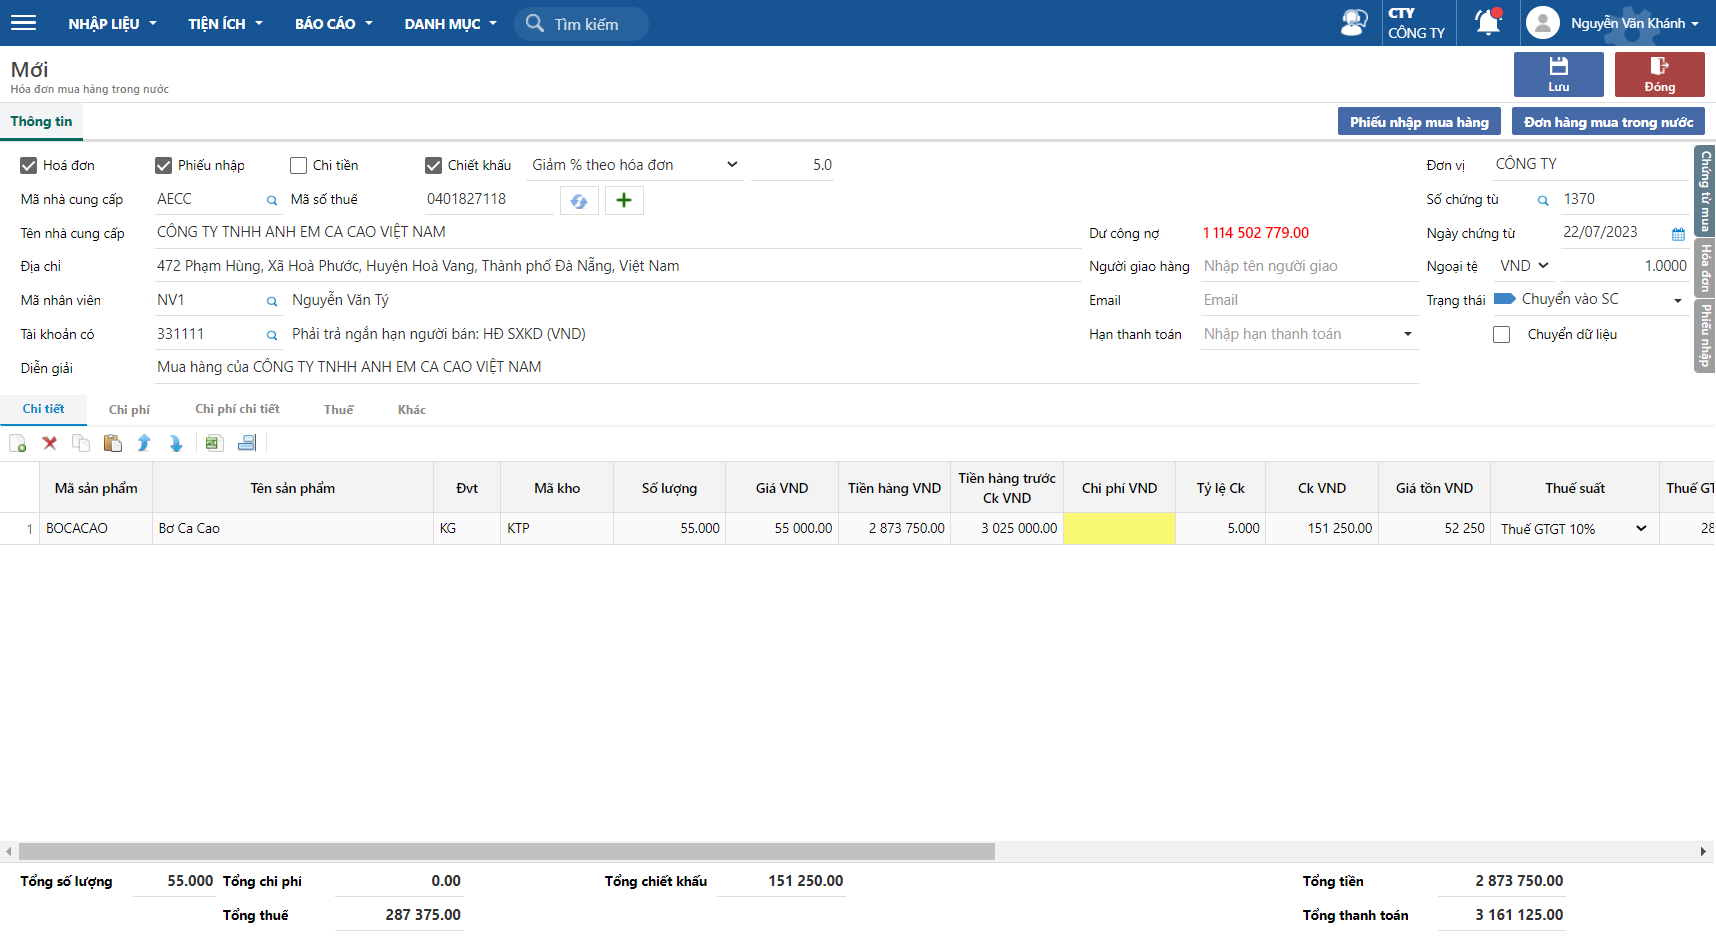 NHẬP LIỆU TIỆN ÍCH BÁO CÁO DANH MỤC Tìm kiếm CTY CÔNG TY Nguyễn Văn Khánh
Mới
Hóa đơn mua hàng trong nước
Lưu Đóng
Thông tin Phiếu nhập mua hàng Đơn hàng mua trong nước
Hoá đơn Phiếu nhập Chi tiền Chiết khấu Giảm % theo hóa đơn 5.0 Đơn vị CÔNG TY
Mã nhà cung cấp AECC Mã số thuế 0401827118 Số chứng từ 1370
Tên nhà cung cấp CÔNG TY TNHH ANH EM CA CAO VIỆT NAM Dư công nợ 1 114 502 779.00 Ngày chứng từ 22/07/2023
Địa chỉ 472 Phạm Hùng, Xã Hoà Phước, Huyện Hoà Vang, Thành phố Đà Nẵng, Việt Nam Người giao hàng Nhập tên người giao Ngoại tệ VND 1.0000
Mã nhân viên NV1 Nguyễn Văn Tý Email Email Trạng thái Chuyển vào SC
Tài khoản có 331111 Phải trả ngắn hạn người bán: HĐ SXKD (VND) Hạn thanh toán Nhập hạn thanh toán Chuyển dữ liệu
Diễn giải Mua hàng của CÔNG TY TNHH ANH EM CA CAO VIỆT NAM
Chứng từ mua
Hóa đơn
Phiếu nhập
Chi tiết Chi phí Chi phí chi tiết Thuế Khác
Mã sản phẩm Tên sản phẩm Đvt Mã kho Số lượng Giá VND Tiền hàng VND Tiền hàng trước Ck VND Chi phí VND Tỷ lệ Ck Ck VND Giá tồn VND Thuế suất Thuế GT
1 BOCACAO Bơ Ca Cao KG KTP 55.000 55 000.00 2 873 750.00 3 025 000.00 5.000 151 250.00 52 250 Thuế GTGT 10% 28
Tổng số lượng 55.000 Tổng chi phí 0.00 Tổng chiết khấu 151 250.00 Tổng tiền 2 873 750.00
Tổng thuế 287 375.00 Tổng thanh toán 3 161 125.00